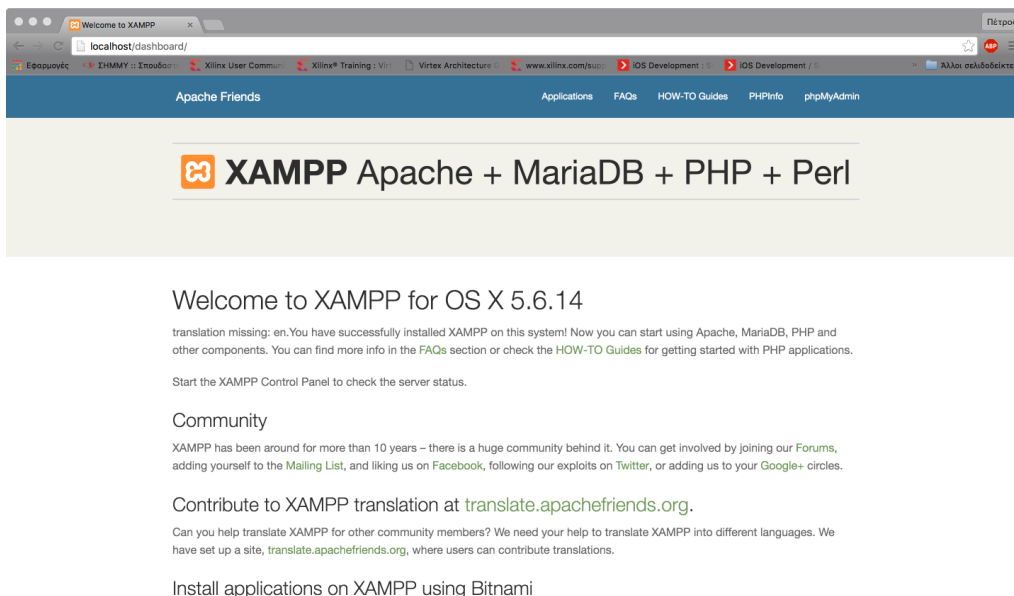 Welcome to XAMPP
Πέτρος
localhost/dashboard/
ABP
Εφαρμογές ΣΗΜΜΥ :: Σπουδασ Xilinx User Commun Xilinx® Training : Virt Virtex Architecture G www.xilinx.com/supp iOS Development : S iOS Development / S » Άλλοι σελιδοδείκτε
Apache Friends Applications FAQs HOW-TO Guides PHPInfo phpMyAdmin
XAMPP Apache + MariaDB + PHP + Perl
Welcome to XAMPP for OS X 5.6.14
translation missing: en.You have successfully installed XAMPP on this system! Now you can start using Apache, MariaDB, PHP and
other components. You can find more info in the FAQs section or check the HOW-TO Guides for getting started with PHP applications.
Start the XAMPP Control Panel to check the server status.
Community
XAMPP has been around for more than 10 years – there is a huge community behind it. You can get involved by joining our Forums,
adding yourself to the Mailing List, and liking us on Facebook, following our exploits on Twitter, or adding us to your Google+ circles.
Contribute to XAMPP translation at translate.apachefriends.org.
Can you help translate XAMPP for other community members? We need your help to translate XAMPP into different languages. We
have set up a site, translate.apachefriends.org, where users can contribute translations.
Install applications on XAMPP using Bitnami